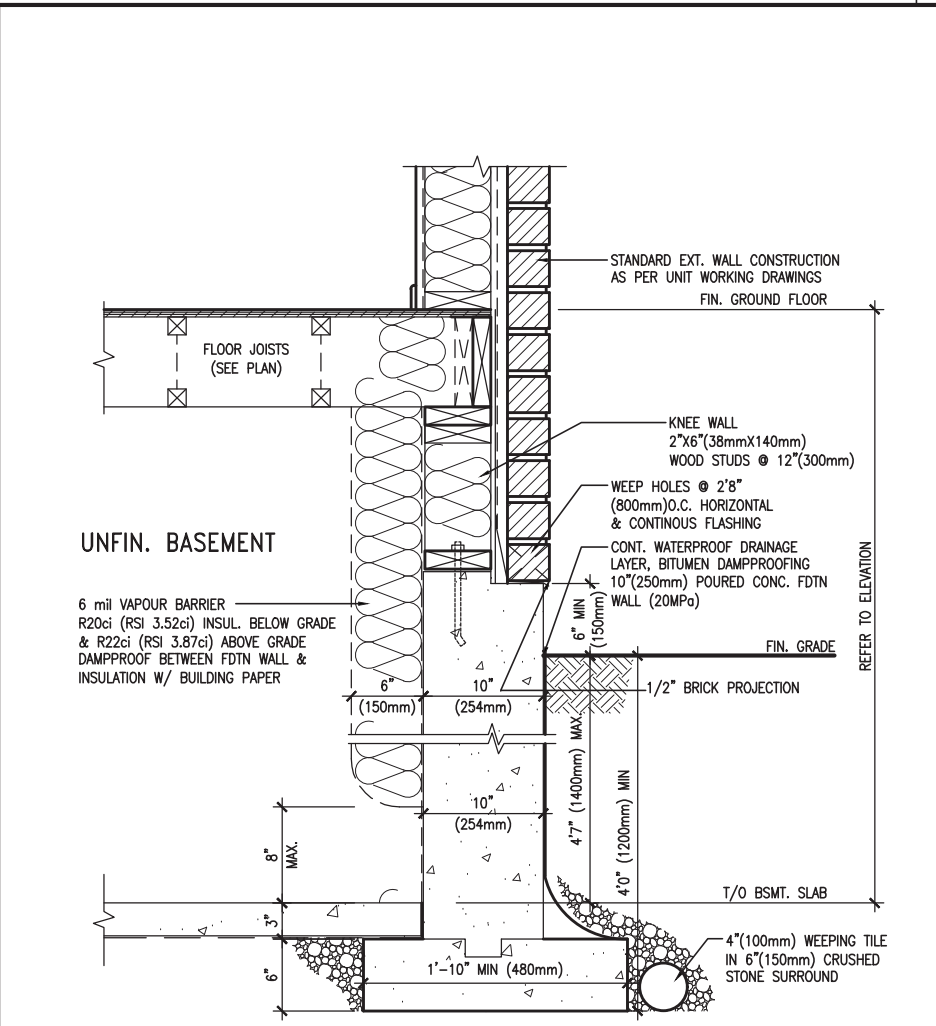 STANDARD EXT. WALL CONSTRUCTION
AS PER UNIT WORKING DRAWINGS
FIN. GROUND FLOOR
FLOOR JOISTS
(SEE PLAN)
KNEE WALL
2"X6"(38mmX140mm)
WOOD STUDS @ 12"(300mm)
WEEP HOLES @ 2'8"
(800mm)O.C. HORIZONTAL
& CONTINOUS FLASHING
UNFIN. BASEMENT
CONT. WATERPROOF DRAINAGE
LAYER, BITUMEN DAMPPROOFING
10"(250mm) POURED CONC. FDTN
WALL (20MPa)
6 mil VAPOUR BARRIER
R20ci (RSI 3.52ci) INSUL. BELOW GRADE
& R22ci (RSI 3.87ci) ABOVE GRADE
DAMPPROOF BETWEEN FDTN WALL &
INSULATION W/ BUILDING PAPER
6" MIN
(150mm)
REFER TO ELEVATION
FIN. GRADE
6"
(150mm)
10"
(254mm)
1/2" BRICK PROJECTION
4'7" (1400mm) MAX.
4'0" (1200mm) MIN
10"
(254mm)
8"
MAX.
T/O BSMT. SLAB
3"
6"
1'-10" MIN (480mm)
4"(100mm) WEEPING TILE
IN 6"(150mm) CRUSHED
STONE SURROUND